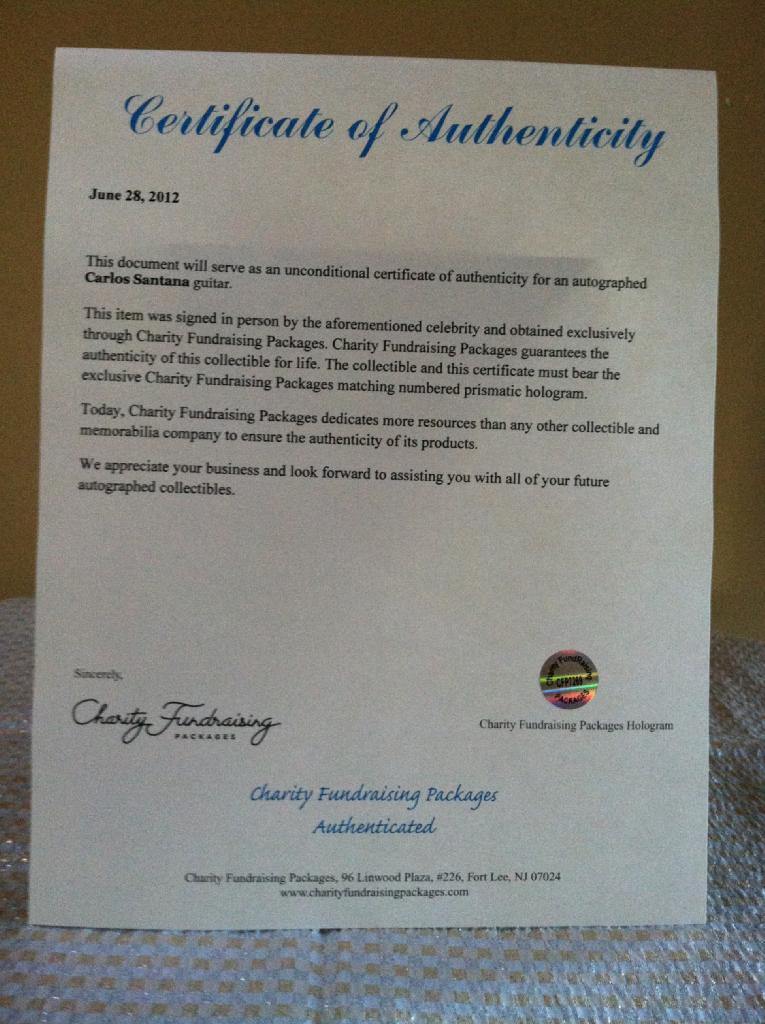 Certificate of Authenticity
June 28, 2012
This document will serve as an unconditional certificate of authenticity for an autographed
Carlos Santana guitar.
This item was signed in person by the aforementioned celebrity and obtained exclusively
through Charity Fundraising Packages. Charity Fundraising Packages guarantees the
authenticity of this collectible for life. The collectible and this certificate must bear the
exclusive Charity Fundraising Packages matching numbered prismatic hologram.
Today, Charity Fundraising Packages dedicates more resources than any other collectible and
memorabilia company to ensure the authenticity of its products.
We appreciate your business and look forward to assisting you with all of your future
autographed collectibles.
Sincerely,
Charity Fundraising
PACKAGES
Charity FundRaising
PACKAGES
Charity Fundraising Packages Hologram
Charity Fundraising Packages
Authenticated
Charity Fundraising Packages, 96 Linwood Plaza, #226, Fort Lee, NJ 07024
www.charityfundraisingpackages.com